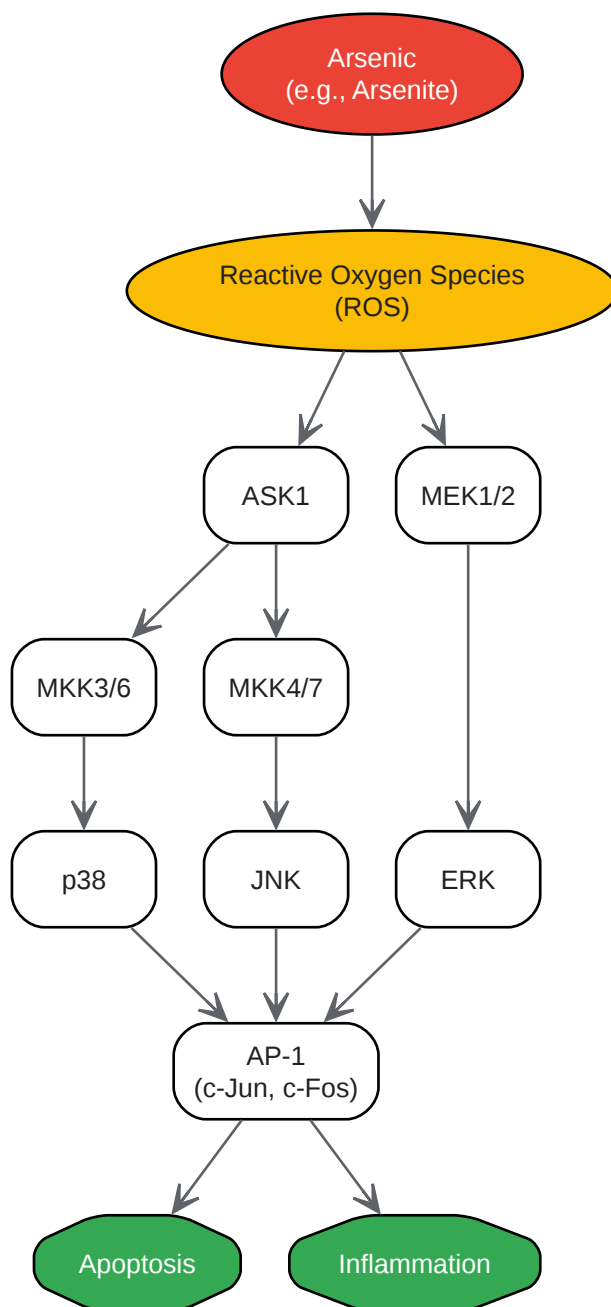 Arsenic
(e.g., Arsenite)
Reactive Oxygen Species
(ROS)
ASK1
MEK1/2
MKK3/6
MKK4/7
p38
JNK
ERK
AP-1
(c-Jun, c-Fos)
Apoptosis
Inflammation